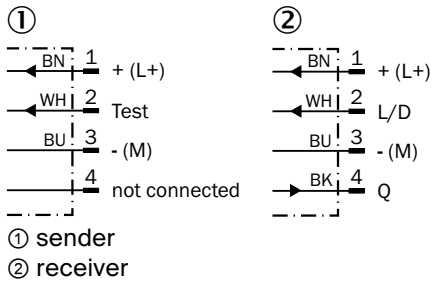 ① ②
BN 1 + (L+) BN 1 + (L+)
WH 2 Test WH 2 L/D
BU 3 - (M) BU 3 - (M)
4 not connected BK 4 Q
① sender
② receiver